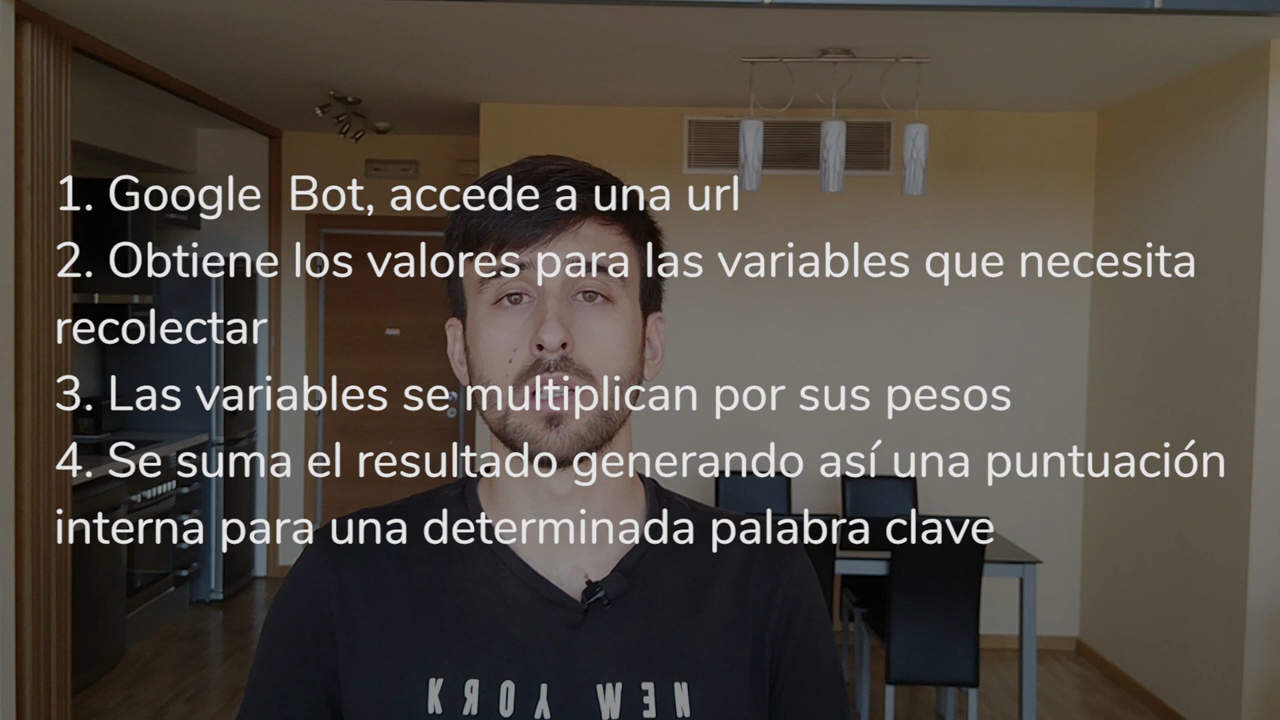 1. Google  Bot, accede a una url
2. Obtiene los valores para las variables que necesita
recolectar
3. Las variables se multiplican por sus pesos
4. Se suma el resultado generando así una puntuación
interna para una determinada palabra clave
NEW YORK